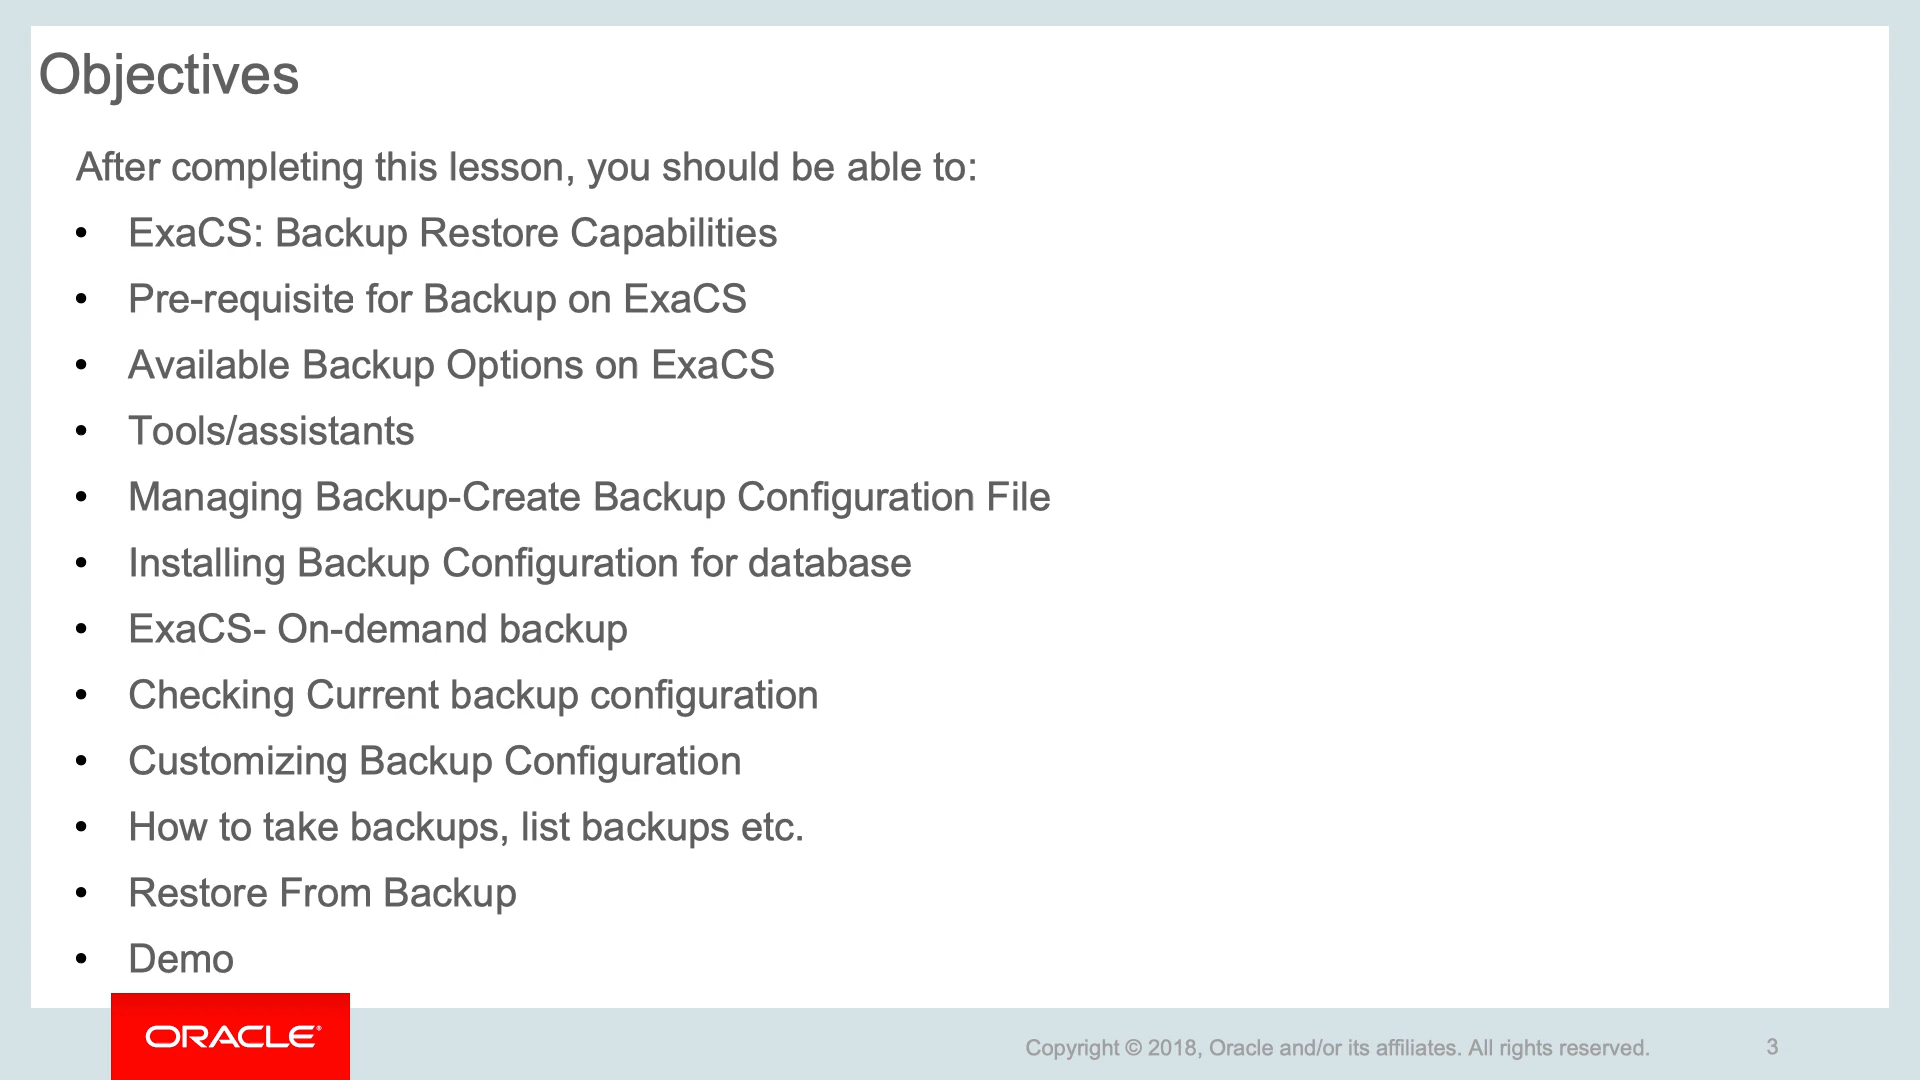 Objectives
After completing this lesson, you should be able to:
• ExaCS: Backup Restore Capabilities
• Pre-requisite for Backup on ExaCS
• Available Backup Options on ExaCS
• Tools/assistants
• Managing Backup-Create Backup Configuration File
• Installing Backup Configuration for database
• ExaCS- On-demand backup
• Checking Current backup configuration
• Customizing Backup Configuration
• How to take backups, list backups etc.
• Restore From Backup
• Demo
ORACLE®
Copyright © 2018, Oracle and/or its affiliates. All rights reserved.
3